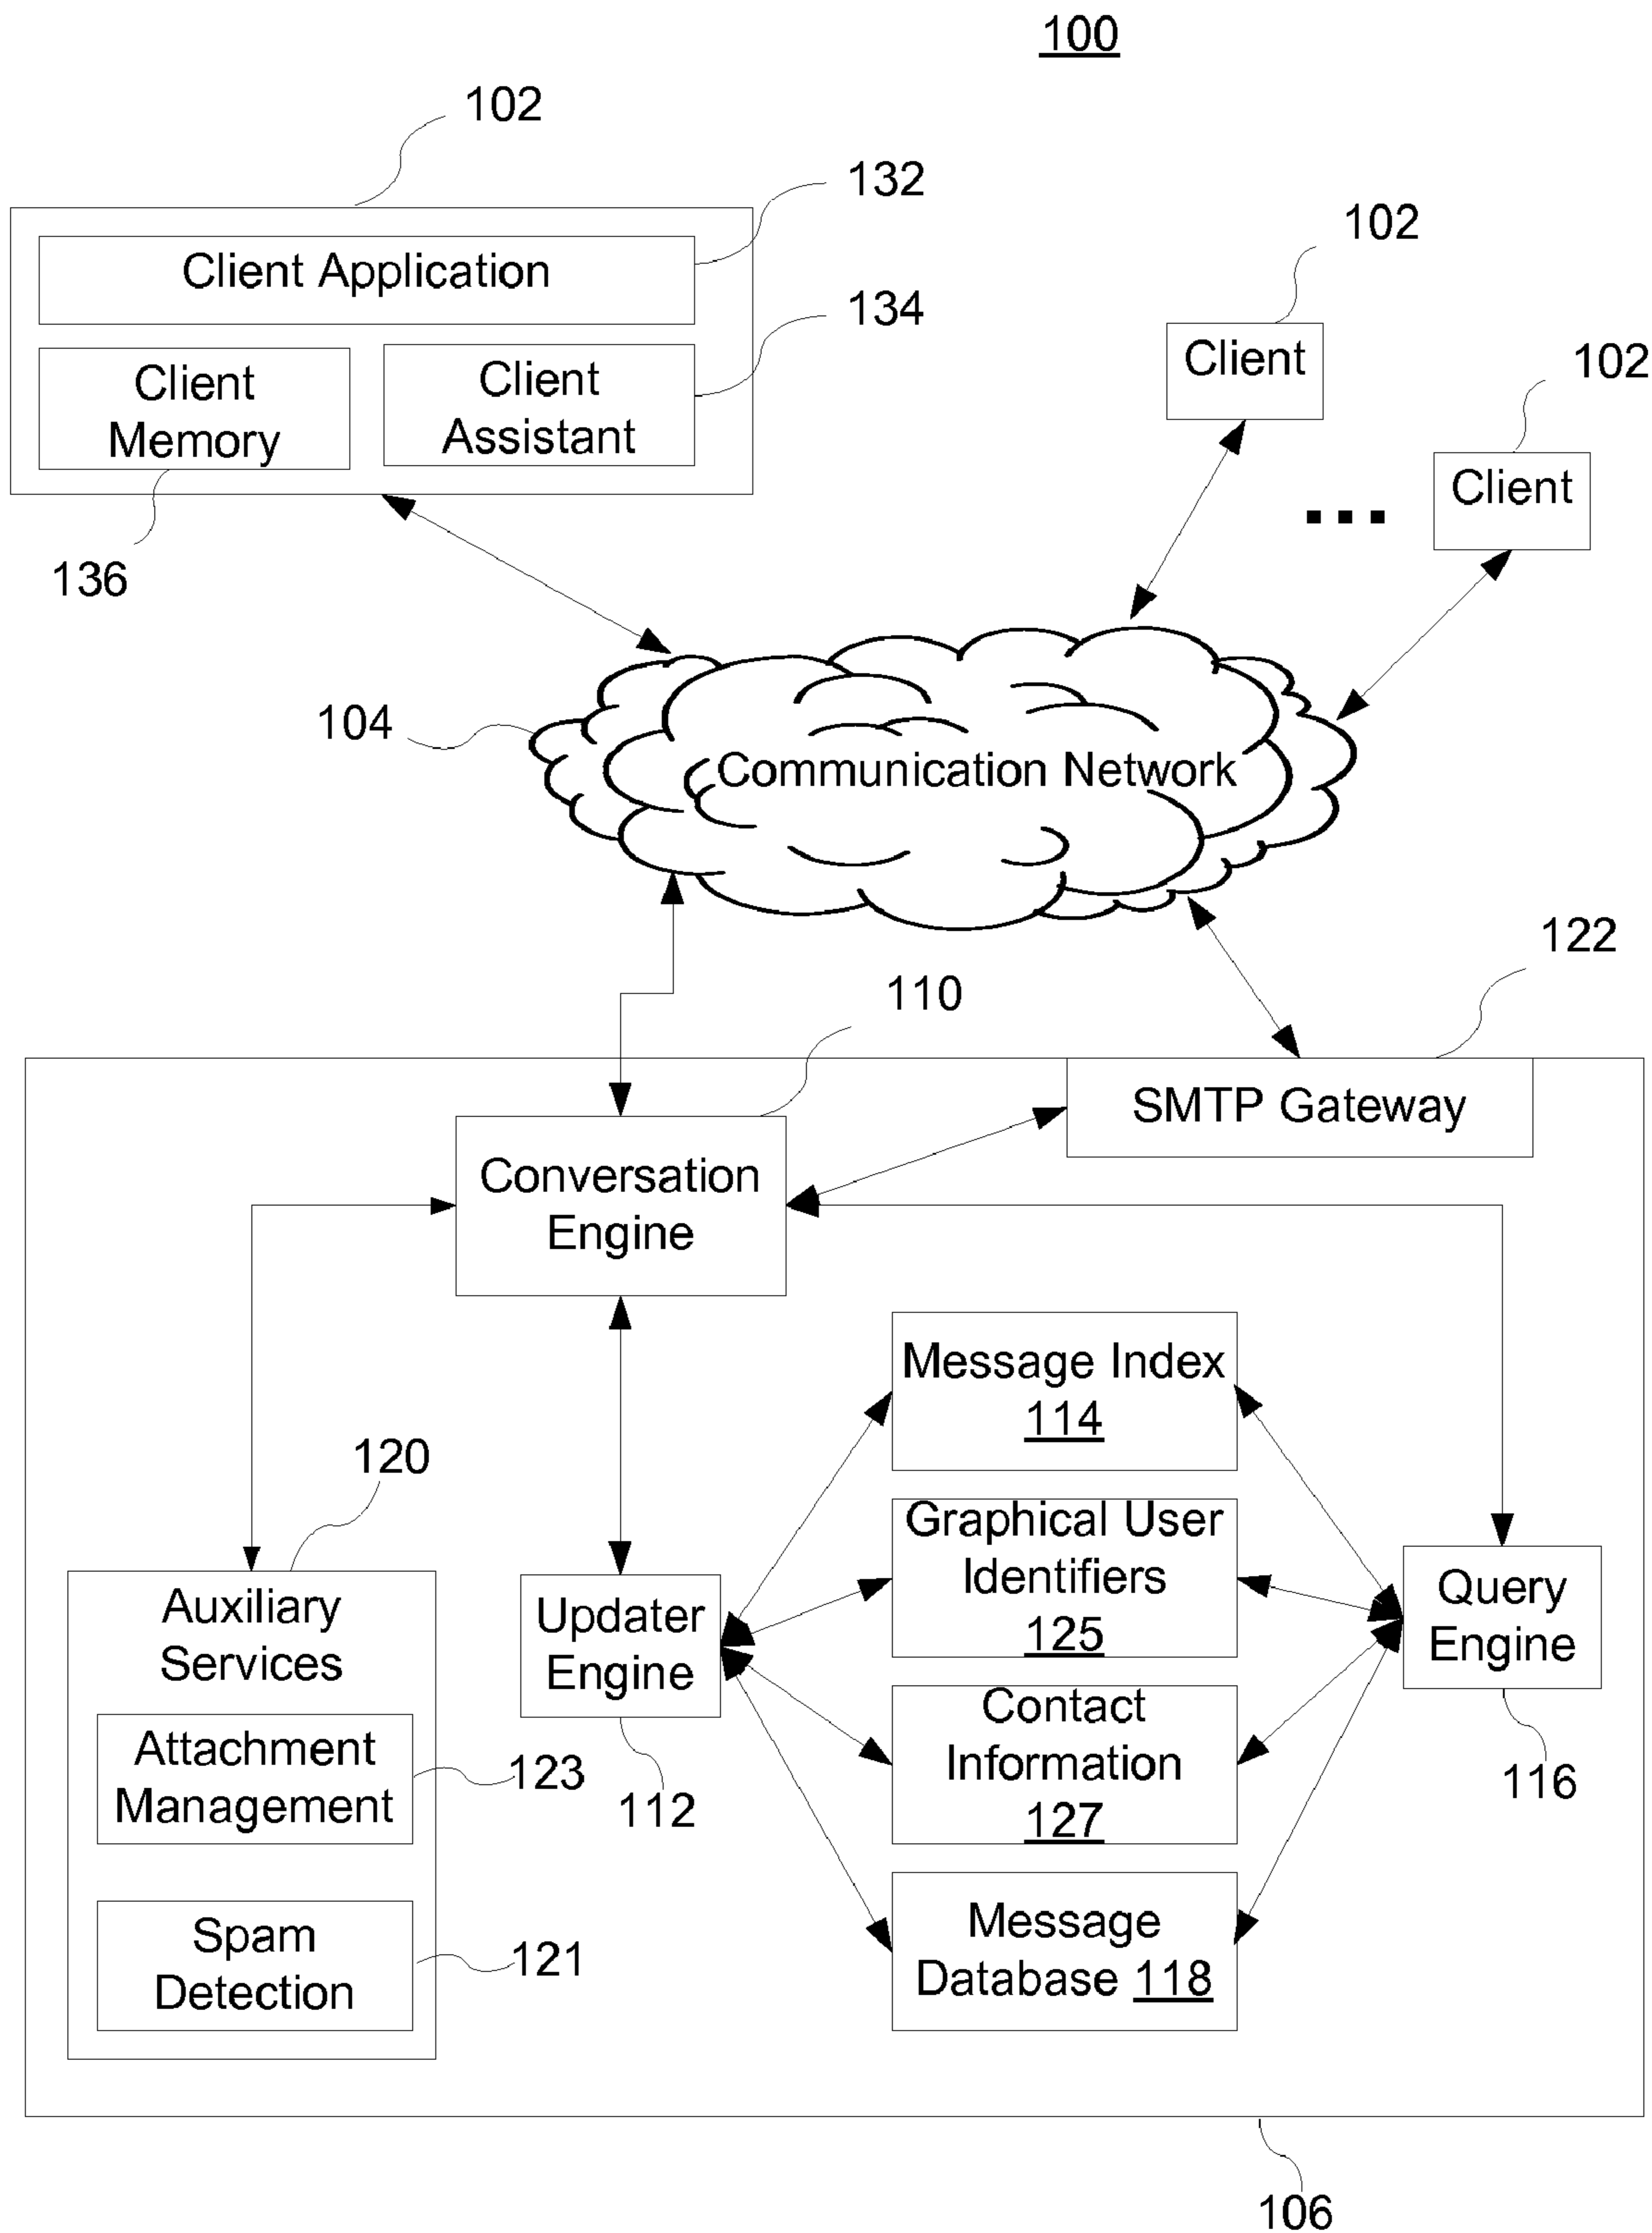 100
102
132
Client Application
102
134
Client
Memory
Client
Assistant
Client
102
Client
136
104
Communication Network
122
110
SMTP Gateway
Conversation
Engine
Message Index
114
120
Graphical User
Identifiers
125
Auxiliary
Services
Updater
Engine
Query
Engine
Contact
Information
127
Attachment
Management
123
112
116
Message
Database 118
Spam
Detection
121
106